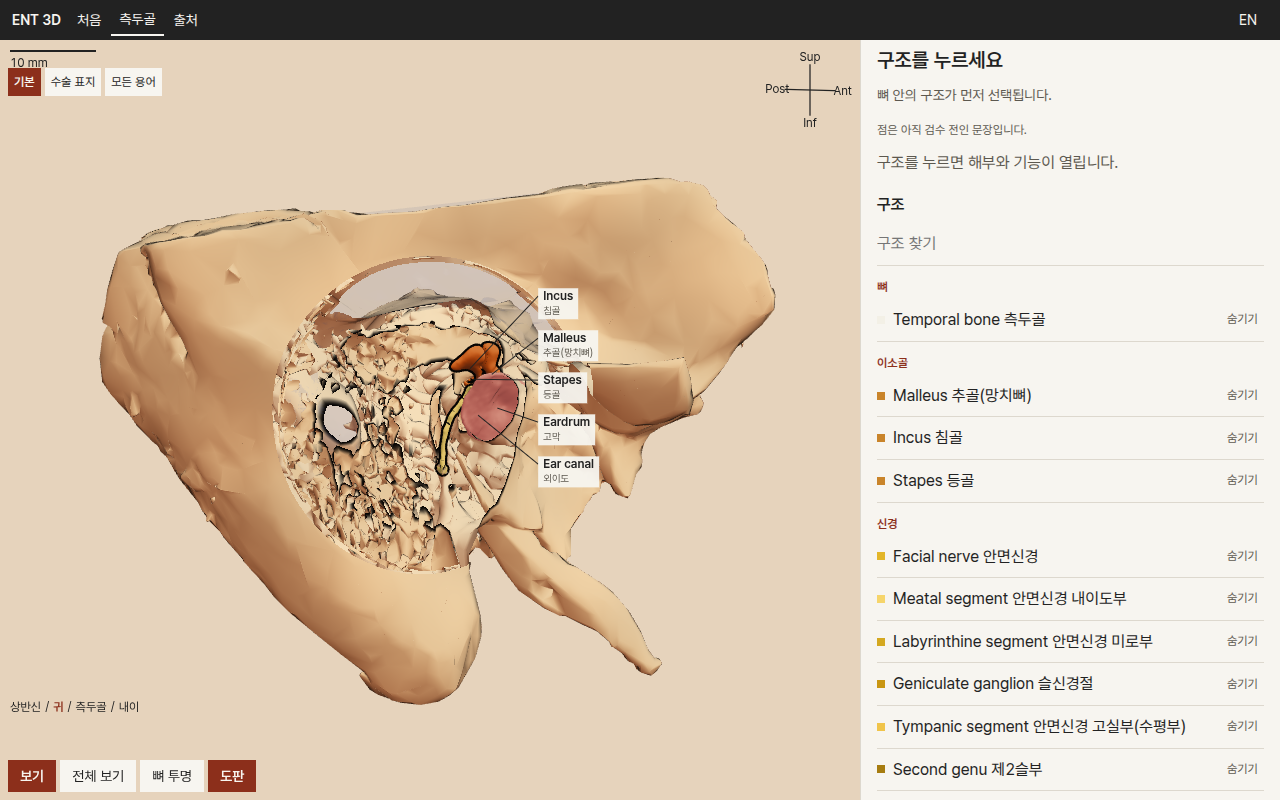 ENT 3D 처음 측두골 출처 EN
10 mm
기본 수술 표지 모든 용어
Sup
Post Ant
Inf
Incus
침골
Malleus
추골(망치뼈)
Stapes
등골
Eardrum
고막
Ear canal
외이도
상반신 / 귀 / 측두골 / 내이
보기 전체 보기 뼈 투명 도판
구조를 누르세요
뼈 안의 구조가 먼저 선택됩니다.
점은 아직 검수 전인 문장입니다.
구조를 누르면 해부와 기능이 열립니다.
구조
구조 찾기
뼈
Temporal bone 측두골 숨기기
이소골
Malleus 추골(망치뼈) 숨기기
Incus 침골 숨기기
Stapes 등골 숨기기
신경
Facial nerve 안면신경 숨기기
Meatal segment 안면신경 내이도부 숨기기
Labyrinthine segment 안면신경 미로부 숨기기
Geniculate ganglion 슬신경절 숨기기
Tympanic segment 안면신경 고실부(수평부) 숨기기
Second genu 제2슬부 숨기기